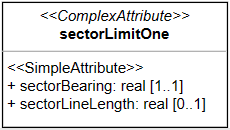 <<ComplexAttribute>>
sectorLimitOne
<<SimpleAttribute>>
+ sectorBearing: real [1..1]
+ sectorLineLength: real [0..1]